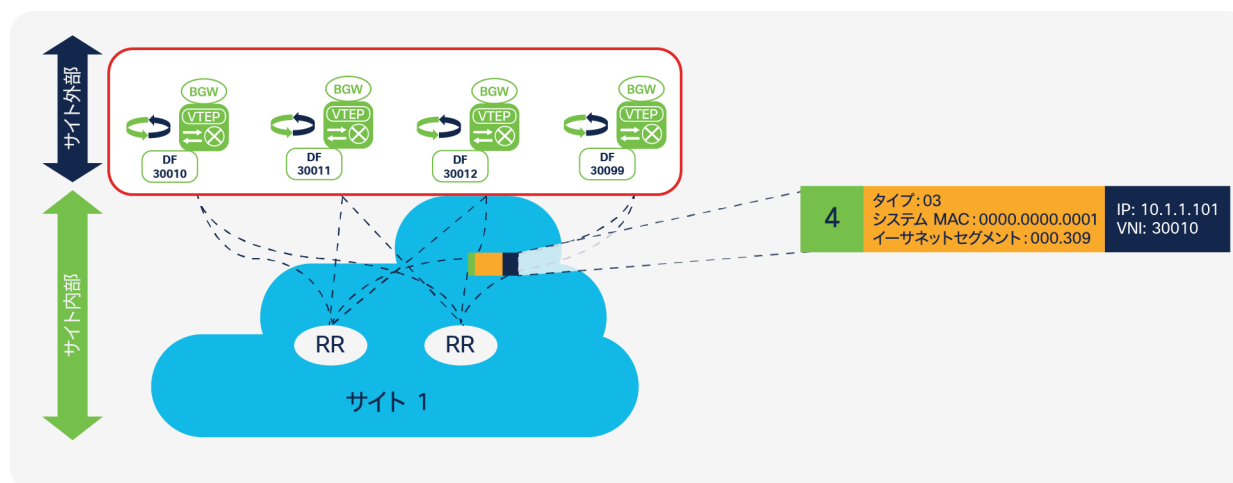 サイト外部
BGW
VTEP
DF
30010
BGW
VTEP
DF
30011
BGW
VTEP
DF
30012
BGW
VTEP
DF
30099
サイト内部
RR
RR
サイト 1
4
タイプ：03
システム MAC：0000.0000.0001
イーサネットセグメント：000.309
IP: 10.1.1.101
VNI: 30010